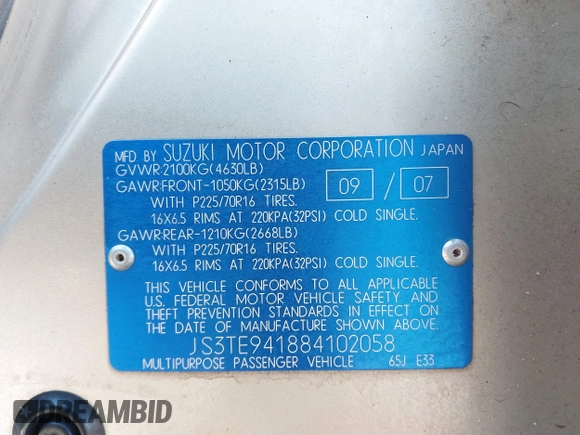 MFD BY SUZUKI MOTOR CORPORATION JAPAN
GVWR:2100KG(4630LB)
GAWR:FRONT-1050KG(2315LB) 09 / 07
WITH P225/70R16 TIRES.
16X6.5 RIMS AT 220KPA(32PSI) COLD SINGLE.
GAWR:REAR-1210KG(2668LB)
WITH P225/70R16 TIRES.
16X6.5 RIMS AT 220KPA(32PSI) COLD SINGLE.
THIS VEHICLE CONFORMS TO ALL APPLICABLE
U.S. FEDERAL MOTOR VEHICLE SAFETY AND
THEFT PREVENTION STANDARDS IN EFFECT ON
THE DATE OF MANUFACTURE SHOWN ABOVE.
JS3TE941884102058
MULTIPURPOSE PASSENGER VEHICLE 65J E33
DREAMBID